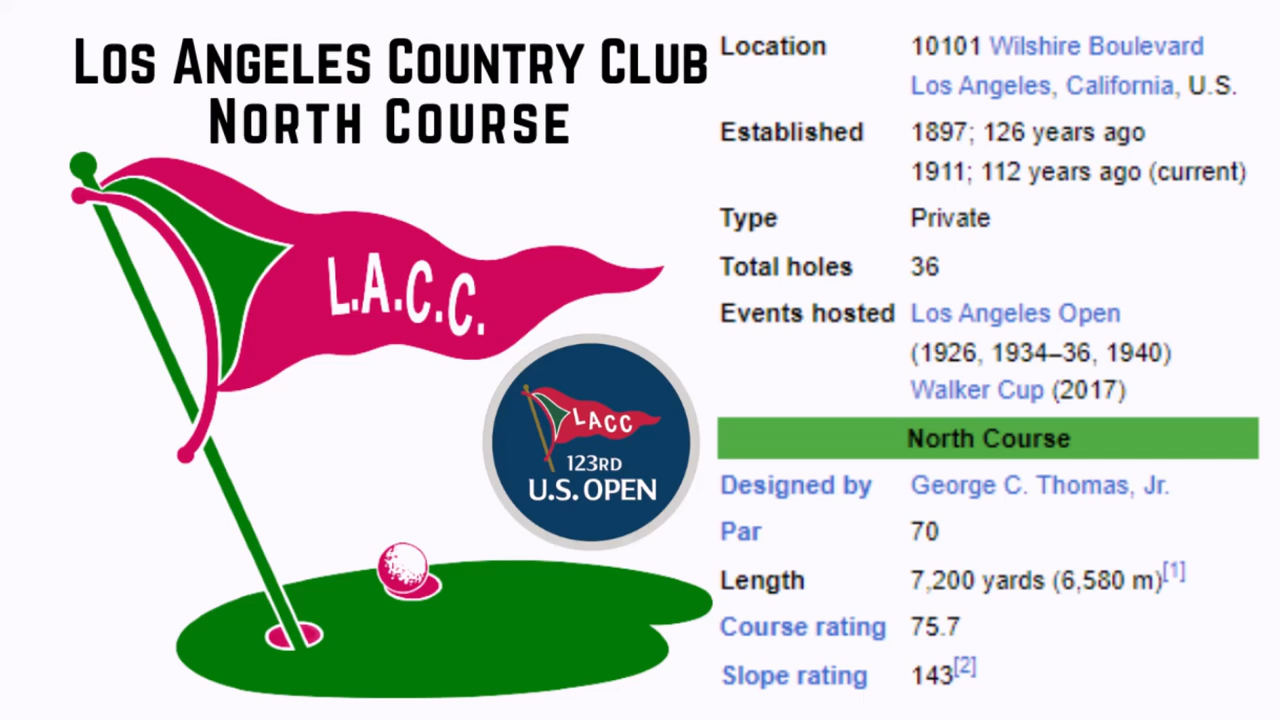 Los Angeles Country Club
North Course
L.A.C.C.
LACC
123RD
U.S. OPEN
Location 10101 Wilshire Boulevard
Los Angeles, California, U.S.
Established 1897; 126 years ago
1911; 112 years ago (current)
Type Private
Total holes 36
Events hosted Los Angeles Open
(1926, 1934–36, 1940)
Walker Cup (2017)
North Course
Designed by George C. Thomas, Jr.
Par 70
Length 7,200 yards (6,580 m)[1]
Course rating 75.7
Slope rating 143[2]